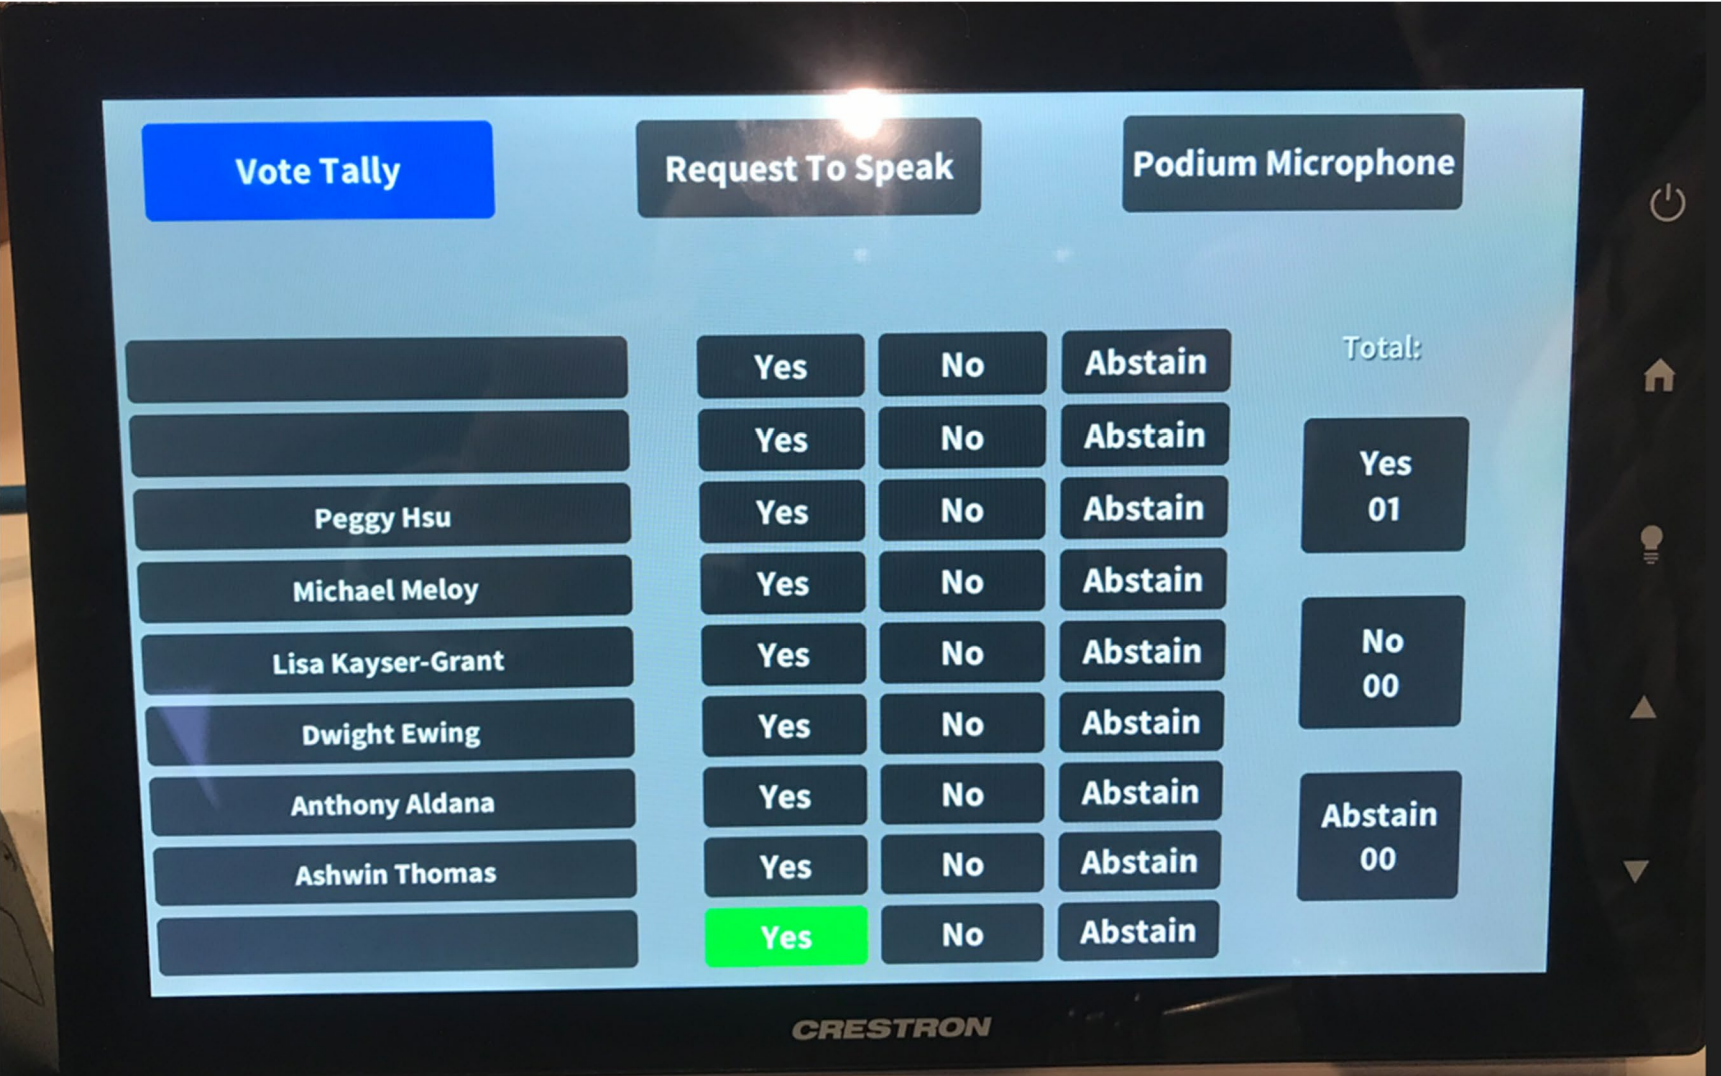 Vote Tally Request To Speak Podium Microphone
Total:
Yes No Abstain
Yes No Abstain
Peggy Hsu Yes No Abstain
Michael Meloy Yes No Abstain
Lisa Kayser-Grant Yes No Abstain
Dwight Ewing Yes No Abstain
Anthony Aldana Yes No Abstain
Ashwin Thomas Yes No Abstain
Yes No Abstain
Yes
01
No
00
Abstain
00
CRESTRON